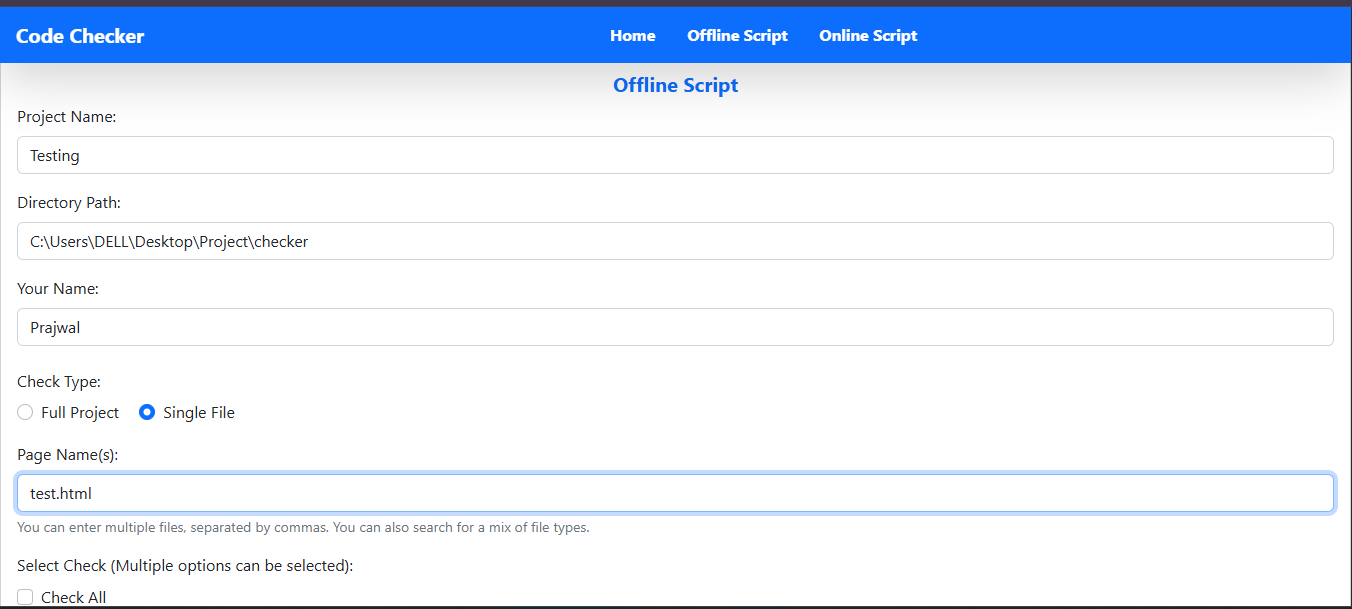 Code Checker Home Offline Script Online Script
Offline Script
Project Name:
Testing
Directory Path:
C:\Users\DELL\Desktop\Project\checker
Your Name:
Prajwal
Check Type:
Full Project Single File
Page Name(s):
test.html
You can enter multiple files, separated by commas. You can also search for a mix of file types.
Select Check (Multiple options can be selected):
Check All